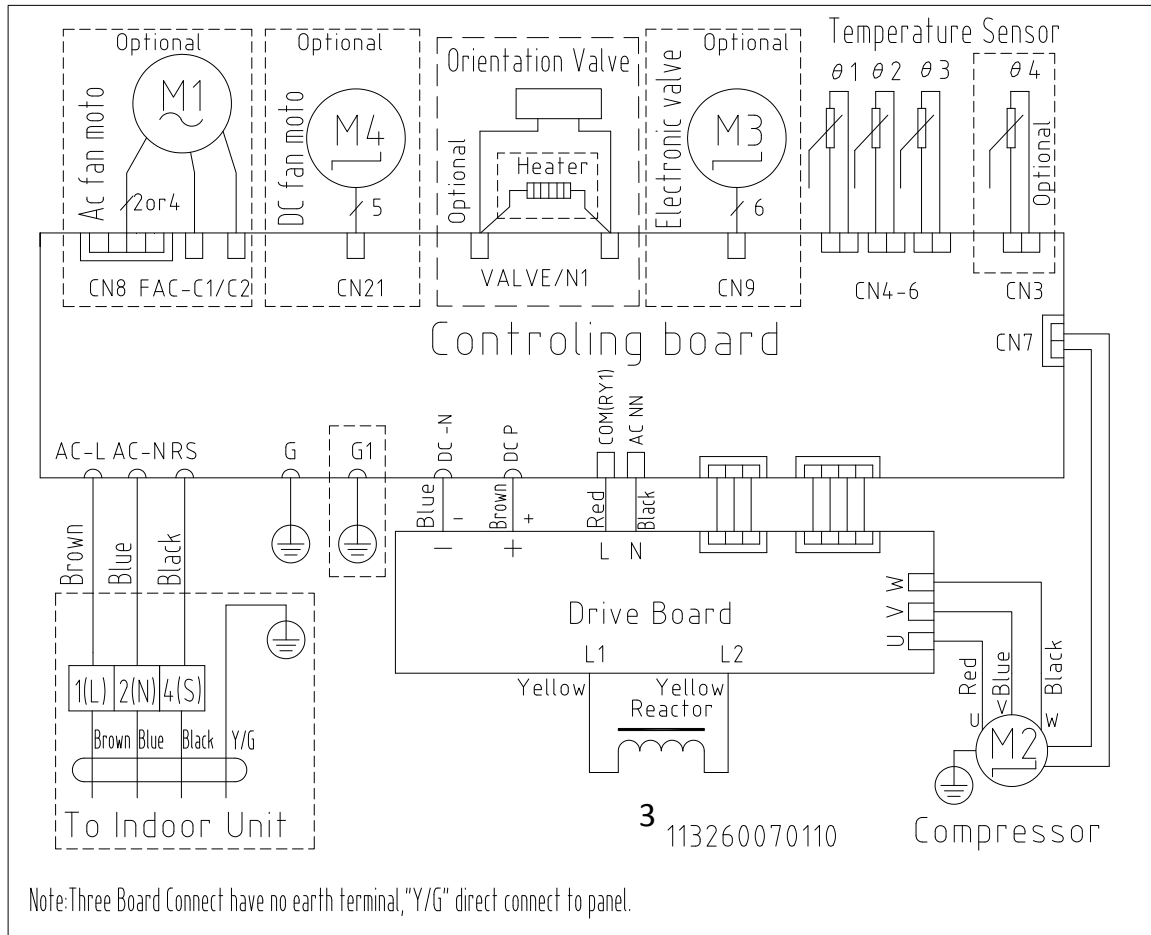 Optional
Optional
Optional
Temperature Sensor
Orientation Valve
Ac fan moto
M1
DC fan moto
M4
Optional
Heater
Electronic valve
M3
θ1 θ2 θ3
θ4
Optional
2or4
5
6
CN8 FAC-C1/C2
CN21
VALVE/N1
CN9
CN4-6
CN3
Controling board
CN7
AC-L AC-N RS
G
G1
DC -N
DC P
COM(RY1)
AC NN
Blue
-
Brown
+
Red
Black
Brown
Blue
Black
—
+
L
N
Drive Board
W
V
U
L1
L2
Yellow
Yellow
Reactor
Red
Blue
Black
U
V
W
M2
Compressor
1(L) 2(N) 4(S)
Brown Blue Black Y/G
To Indoor Unit
3
113260070110
Note:Three Board Connect have no earth terminal,"Y/G" direct connect to panel.